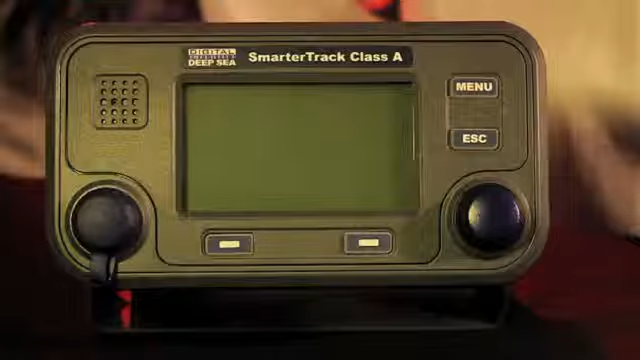 DIGITAL
DEEP SEA
SmarterTrack Class A
MENU
ESC